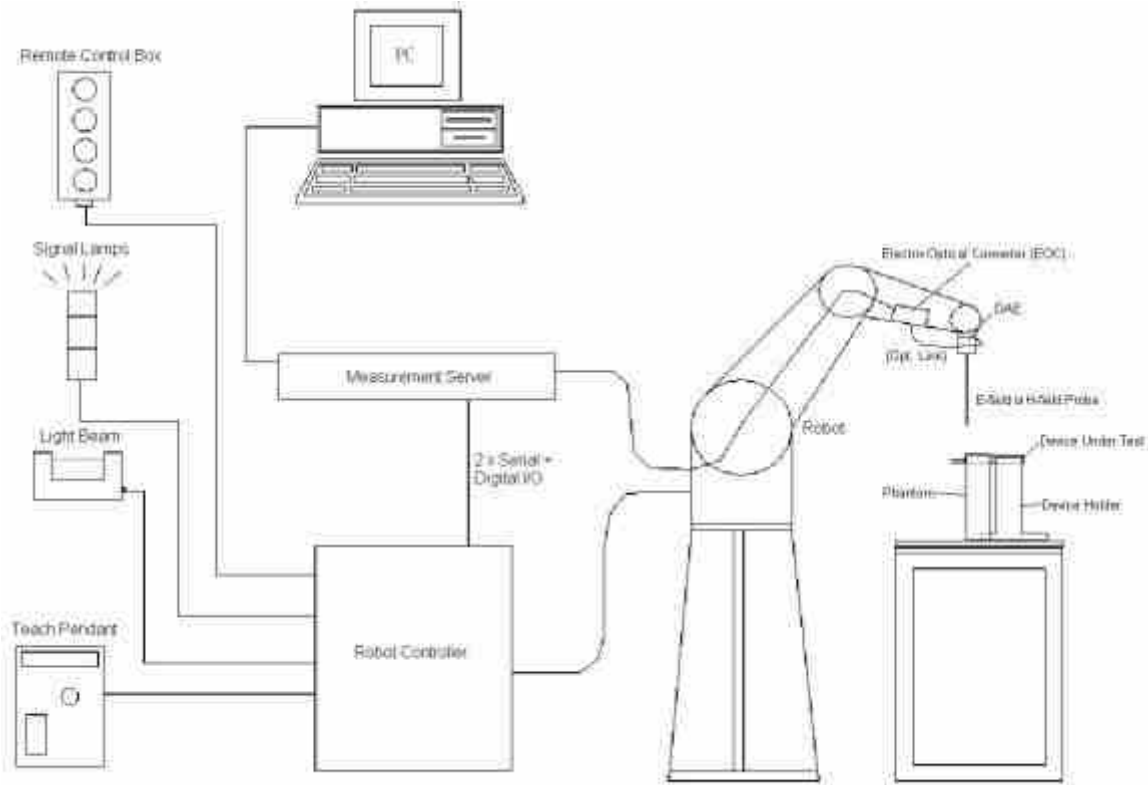 PC
Remote Control Box
Signal Lamps
Electro Optical Converter (EOC)
DAE
(Opt. Link)
Measurement Server
E-field or H-field Probe
Light Beam
Robot
Device Under Test
2 x Serial +
Digital I/O
Phantom
Device Holder
Teach Pendant
Robot Controller